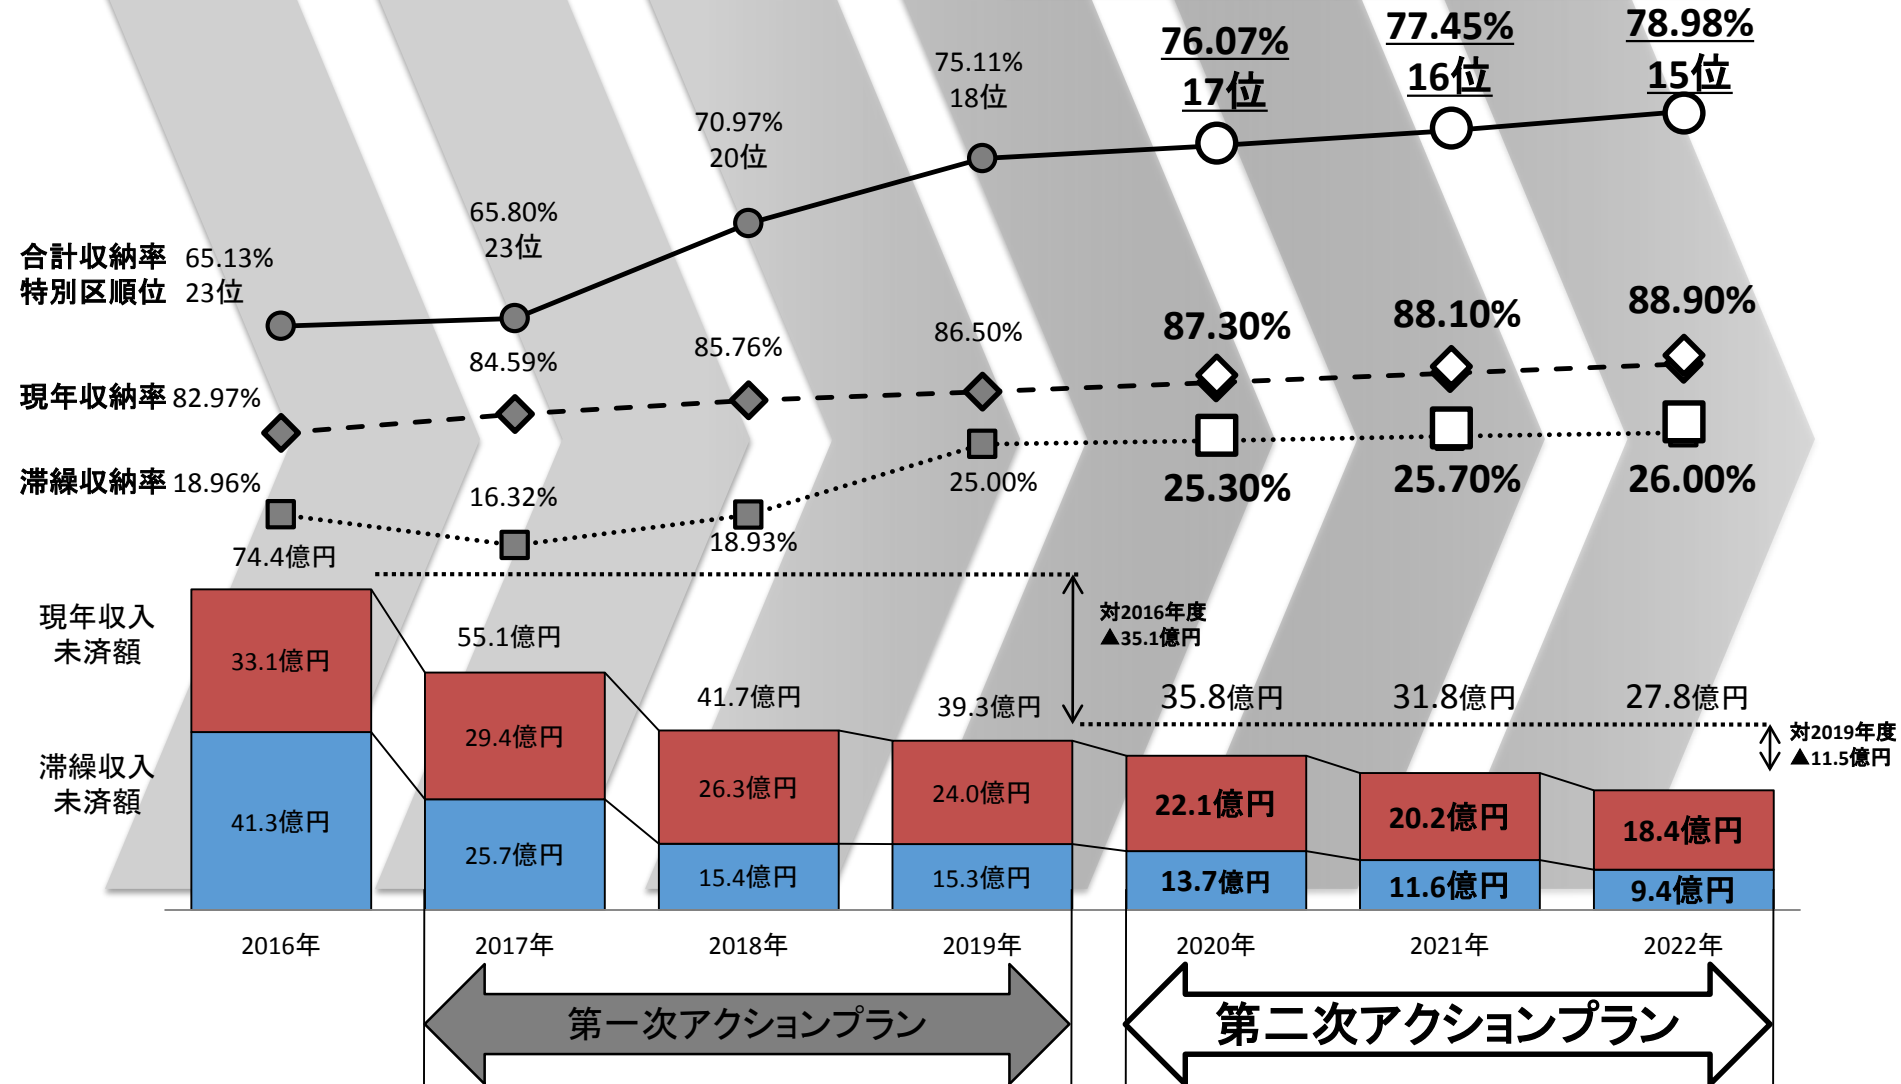 76.07%
17位
77.45%
16位
78.98%
15位
75.11%
18位
70.97%
20位
65.80%
23位
合計収納率 65.13%
特別区順位 23位
84.59%
85.76%
86.50%
87.30%
88.10%
88.90%
現年収納率 82.97%
滞繰収納率 18.96%
16.32%
18.93%
25.00%
25.30%
25.70%
26.00%
74.4億円
55.1億円
41.7億円
39.3億円
35.8億円
31.8億円
27.8億円
対2016年度
▲35.1億円
対2019年度
▲11.5億円
現年収入
未済額
33.1億円
29.4億円
26.3億円
24.0億円
22.1億円
20.2億円
18.4億円
滞繰収入
未済額
41.3億円
25.7億円
15.4億円
15.3億円
13.7億円
11.6億円
9.4億円
2016年
2017年
2018年
2019年
2020年
2021年
2022年
第一次アクションプラン
第二次アクションプラン